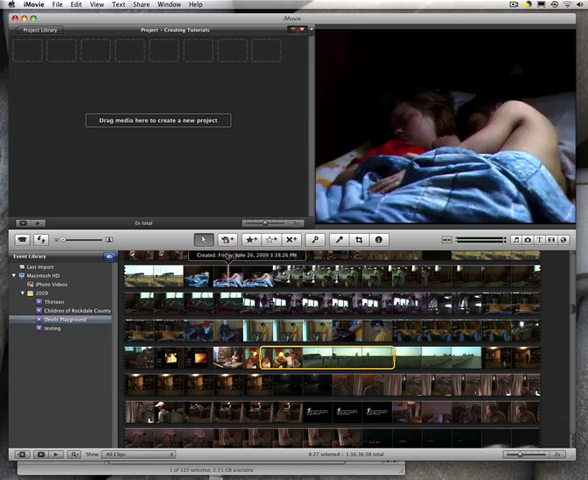 iMovie File Edit View Text Share Window Help
iMovie
Project Library
Project - Creating Tutorials
Drag media here to create a new project
0s total
Created: Friday, June 26, 2009 3:38:26 PM
Event Library
Last Import
Macintosh HD
iPhoto Videos
2009
Thirteen
Children of Rockdale County
Devils Playground
testing
Show All Clips
8:27 selected - 1:16:36:08 total
2s
1 of 122 selected, 2.71 GB available